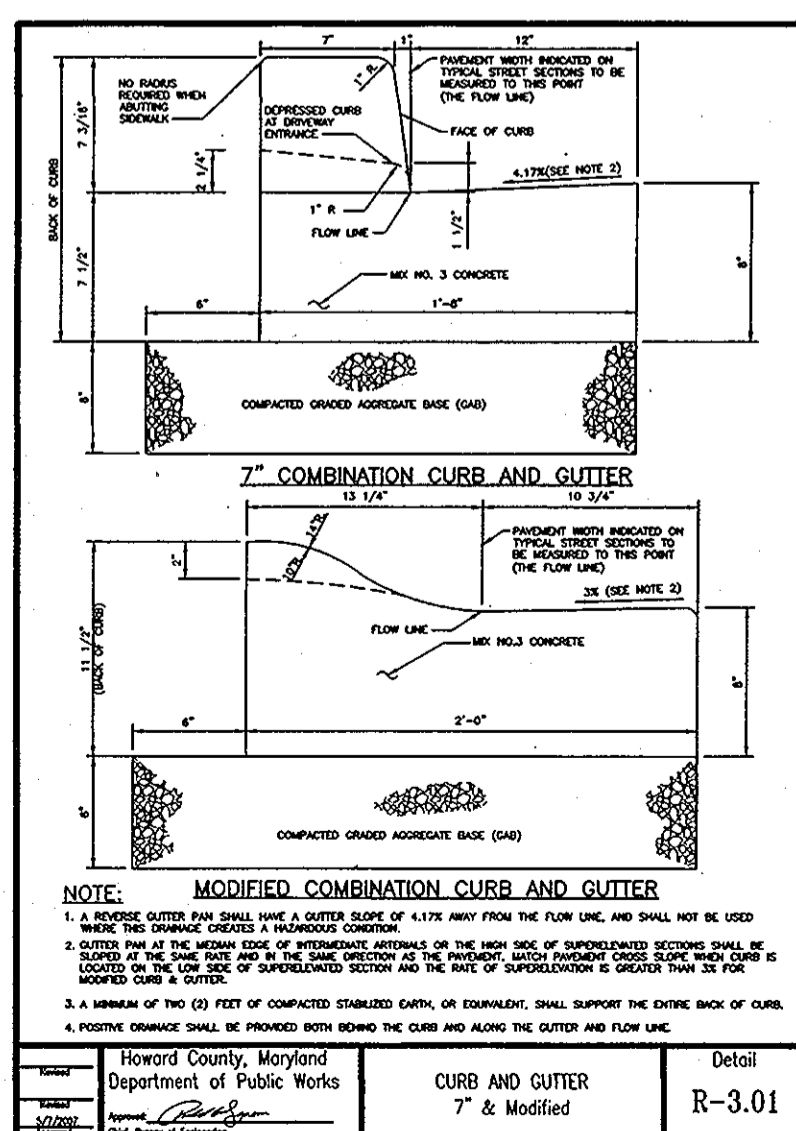 7"
1"
12"
NO RADIUS
REQUIRED WHEN
ABUTTING
SIDEWALK
1" R.
PAVEMENT WIDTH INDICATED ON
TYPICAL STREET SECTIONS TO BE
MEASURED TO THIS POINT
(THE FLOW LINE)
DEPRESSED CURB
AT DRIVEWAY
ENTRANCE
FACE OF CURB
7 3/16"
2 1/4"
4.17%(SEE NOTE 2)
BACK OF CURB
1" R
FLOW LINE
1 1/2"
7 1/2"
8"
MIX NO. 3 CONCRETE
6"
1'-8"
COMPACTED GRADED AGGREGATE BASE (GAB)
7" COMBINATION CURB AND GUTTER
13 1/4"
10 3/4"
PAVEMENT WIDTH INDICATED ON
TYPICAL STREET SECTIONS TO
BE MEASURED TO THIS POINT
(THE FLOW LINE)
2"
14"R.
10"R.
3% (SEE NOTE 2)
FLOW LINE
11 1/2"
(BACK OF CURB)
MIX NO.3 CONCRETE
8"
6"
2'-0"
6"
COMPACTED GRADED AGGREGATE BASE (GAB)
MODIFIED COMBINATION CURB AND GUTTER
NOTE:
1. A REVERSE GUTTER PAN SHALL HAVE A GUTTER SLOPE OF 4.17% AWAY FROM THE FLOW LINE, AND SHALL NOT BE USED
WHERE THIS DRAINAGE CREATES A HAZARDOUS CONDITION.
2. GUTTER PAN AT THE MEDIAN EDGE OF INTERMEDIATE ARTERIALS OR THE HIGH SIDE OF SUPERELEVATED SECTIONS SHALL BE
SLOPED AT THE SAME RATE AND IN THE SAME DIRECTION AS THE PAVEMENT. MATCH PAVEMENT CROSS SLOPE WHEN CURB IS
LOCATED ON THE LOW SIDE OF SUPERELEVATED SECTION AND THE RATE OF SUPERELEVATION IS GREATER THAN 3% FOR
MODIFIED CURB & GUTTER.
3. A MINIMUM OF TWO (2) FEET OF COMPACTED STABILIZED EARTH, OR EQUIVALENT, SHALL SUPPORT THE ENTIRE BACK OF CURB.
4. POSITIVE DRAINAGE SHALL BE PROVIDED BOTH BEHIND THE CURB AND ALONG THE GUTTER AND FLOW LINE.
Revised
Revised
5/7/2007
Howard County, Maryland
Department of Public Works
Approved:
CURB AND GUTTER
7" & Modified
Detail
R-3.01